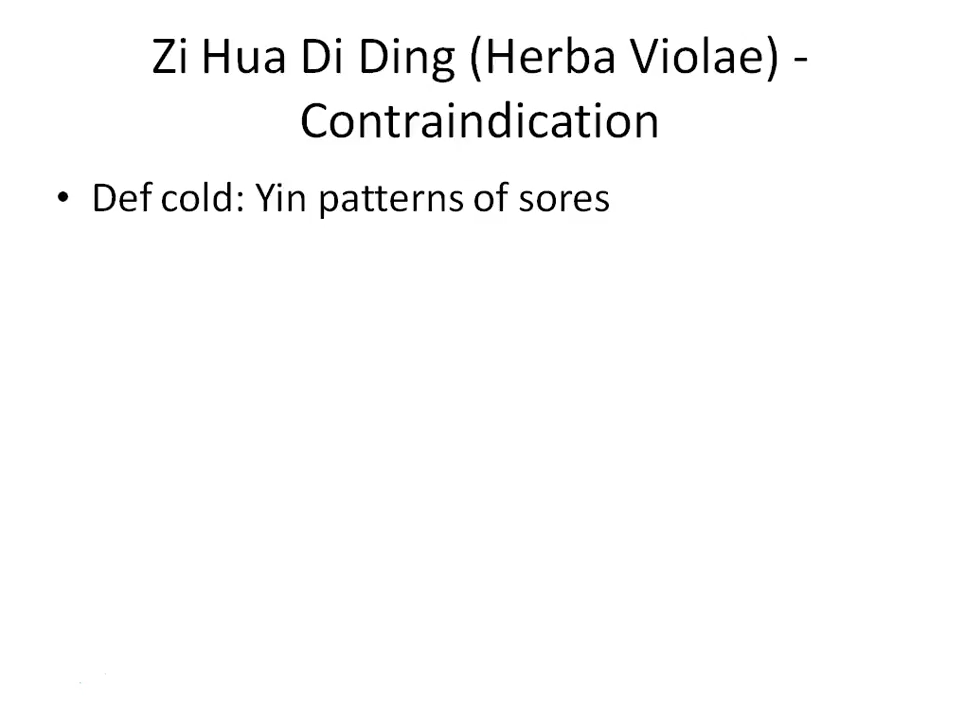 Zi Hua Di Ding (Herba Violae) -
Contraindication
• Def cold: Yin patterns of sores